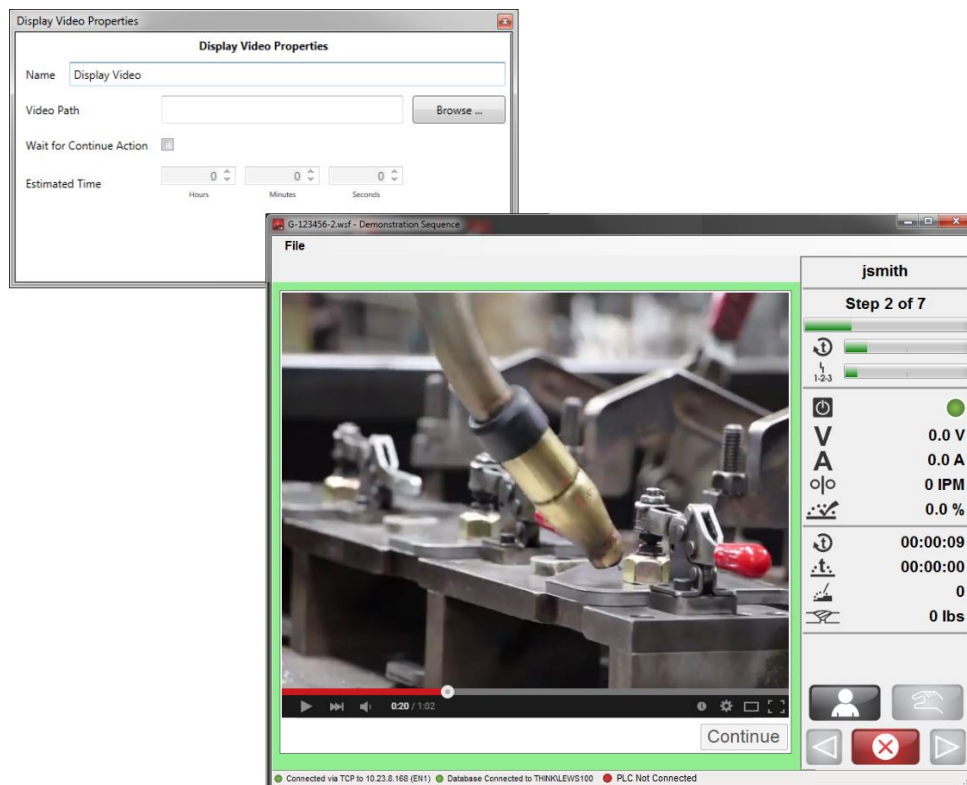 Display Video Properties
Display Video Properties
Name Display Video
Video Path Browse ...
Wait for Continue Action
Estimated Time 0 0 0
Hours Minutes Seconds
G-123456-2.wsf - Demonstration Sequence
File
jsmith
Step 2 of 7
1-2-3
V 0.0 V
A 0.0 A
0 IPM
0.0 %
00:00:09
.t. 00:00:00
0
0 lbs
0:20 / 1:02
Continue
Connected via TCP to 10.23.8.168 (EN1) Database Connected to THINK\LEWS100 PLC Not Connected